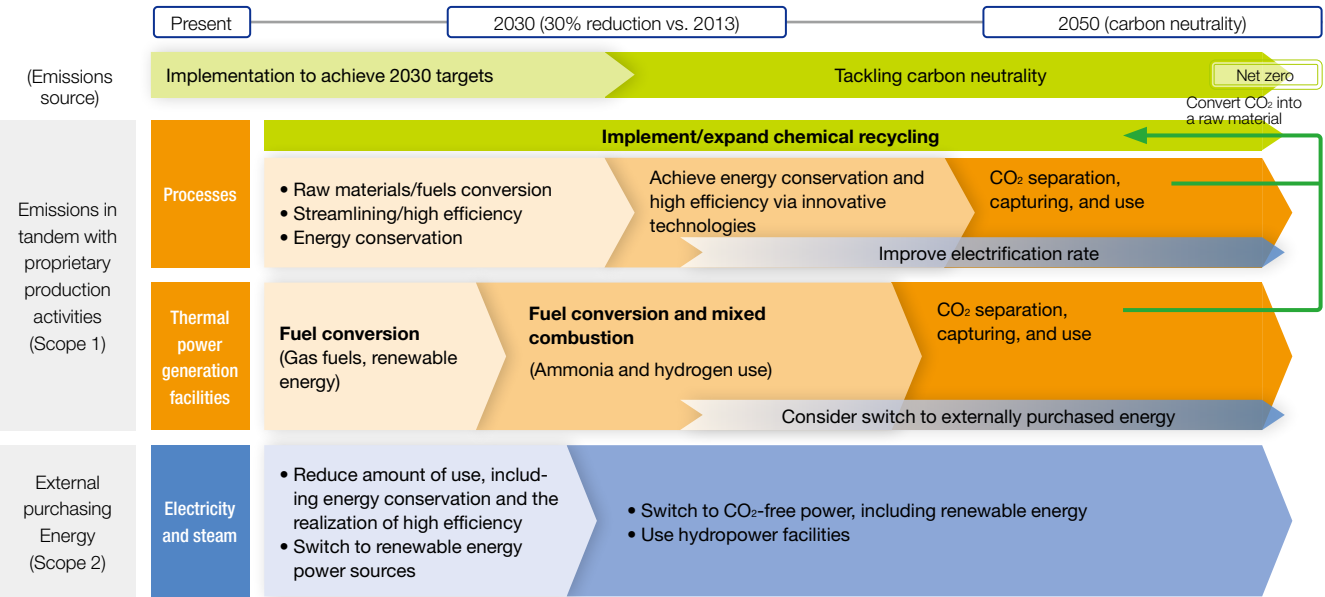 Present
2030 (30% reduction vs. 2013)
2050 (carbon neutrality)
(Emissions
source)
Implementation to achieve 2030 targets
Tackling carbon neutrality
Net zero
Convert CO₂ into
a raw material
Emissions in
tandem with
proprietary
production
activities
(Scope 1)
Processes
Implement/expand chemical recycling
• Raw materials/fuels conversion
• Streamlining/high efficiency
• Energy conservation
Achieve energy conservation and
high efficiency via innovative
technologies
CO₂ separation,
capturing, and use
Improve electrification rate
Thermal
power
generation
facilities
Fuel conversion
(Gas fuels, renewable
energy)
Fuel conversion and mixed
combustion
(Ammonia and hydrogen use)
CO₂ separation,
capturing, and use
Consider switch to externally purchased energy
External
purchasing
Energy
(Scope 2)
Electricity
and steam
• Reduce amount of use, includ-
ing energy conservation and the
realization of high efficiency
• Switch to renewable energy
power sources
• Switch to CO₂-free power, including renewable energy
• Use hydropower facilities